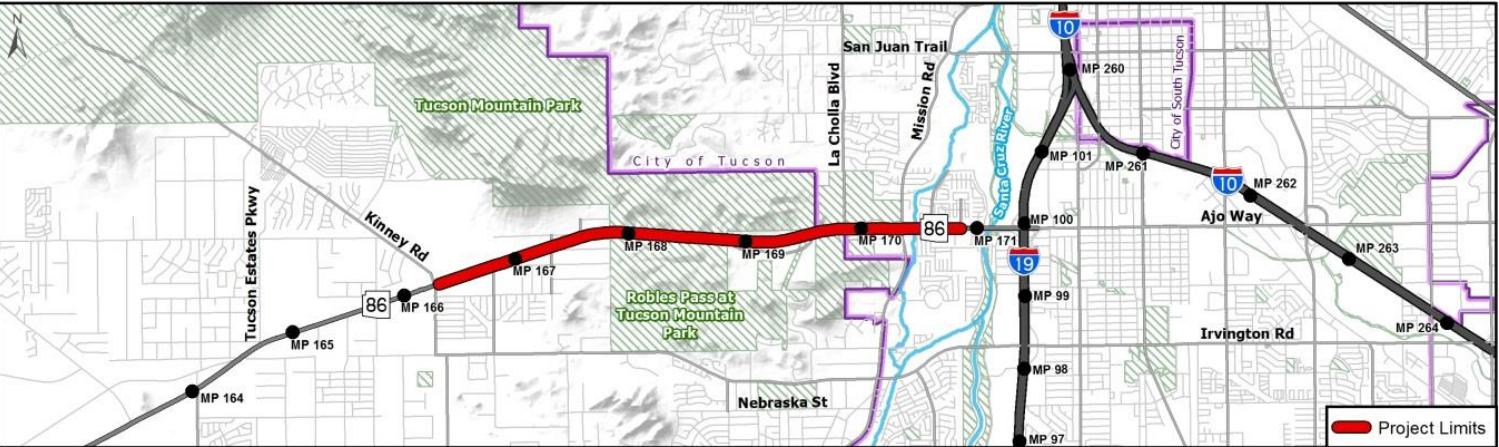 N
10
San Juan Trail
MP 260
City of South Tucson
La Cholla Blvd
Mission Rd
Tucson Mountain Park
Santa Cruz River
City of Tucson
MP 101
MP 261
10
MP 262
Tucson Estates Pkwy
Kinney Rd
MP 100
Ajo Way
86
MP 171
MP 170
MP 168
MP 169
MP 167
19
MP 263
86
MP 166
MP 99
Robles Pass at
Tucson Mountain
Park
MP 165
MP 264
Irvington Rd
MP 98
MP 164
Nebraska St
MP 97
Project Limits